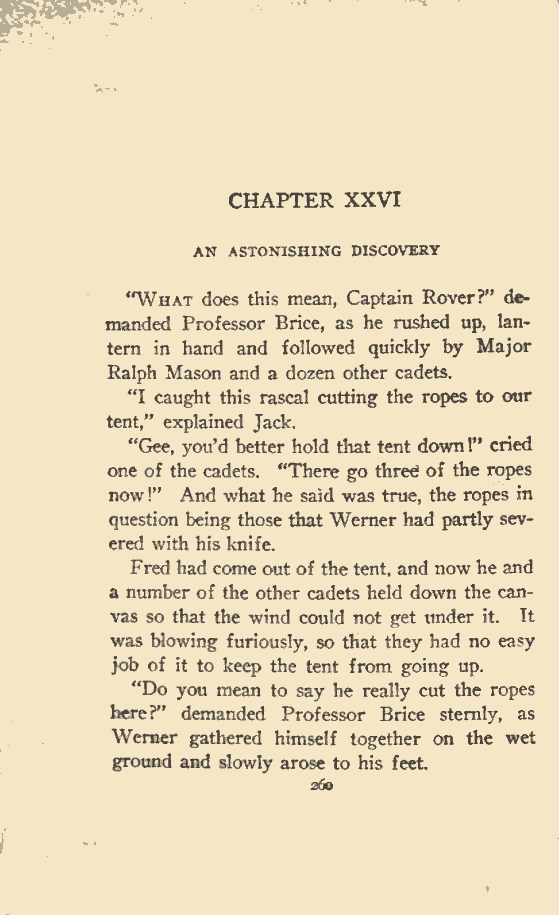 CHAPTER XXVI
AN ASTONISHING DISCOVERY
“WHAT does this mean, Captain Rover?” de-
manded Professor Brice, as he rushed up, lan-
tern in hand and followed quickly by Major
Ralph Mason and a dozen other cadets.
“I caught this rascal cutting the ropes to our
tent,” explained Jack.
“Gee, you’d better hold that tent down!” cried
one of the cadets. “There go three of the ropes
now!” And what he said was true, the ropes in
question being those that Werner had partly sev-
ered with his knife.
Fred had come out of the tent, and now he and
a number of the other cadets held down the can-
vas so that the wind could not get under it. It
was blowing furiously, so that they had no easy
job of it to keep the tent from going up.
“Do you mean to say he really cut the ropes
here?” demanded Professor Brice sternly, as
Werner gathered himself together on the wet
ground and slowly arose to his feet.
260